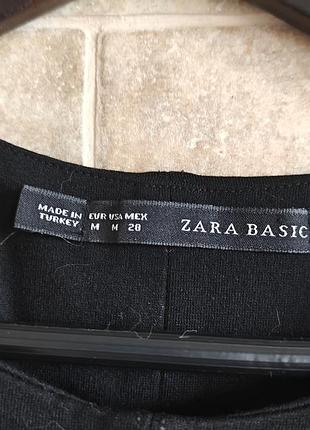 MADE IN EUR USA MEX
TURKEY M M 28 ZARA BASIC